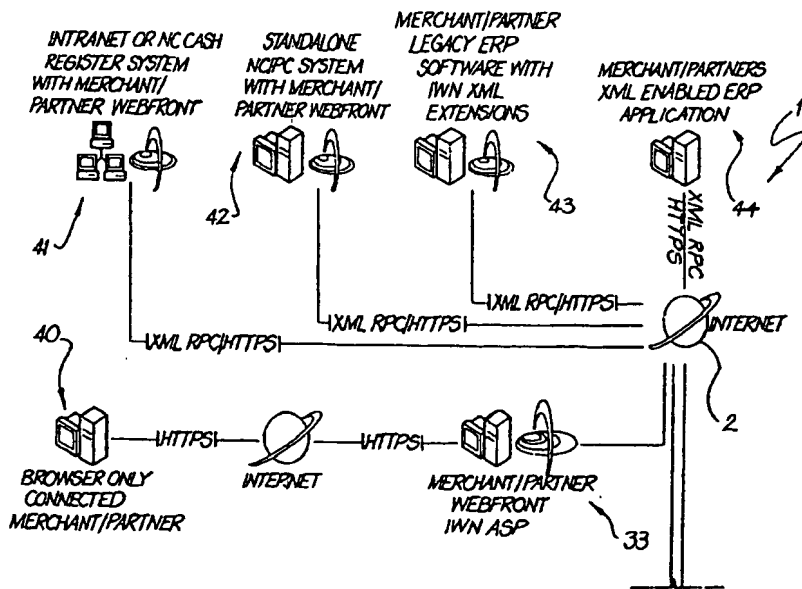 INTRANET OR NC CASH
REGISTER SYSTEM
WITH MERCHANT/
PARTNER WEBFRONT
STANDALONE
NC/PC SYSTEM
WITH MERCHANT/
PARTNER WEBFRONT
MERCHANT/PARTNER
LEGACY ERP
SOFTWARE WITH
IWN XML
EXTENSIONS
MERCHANT/PARTNERS
XML ENABLED ERP
APPLICATION
1
41
42
43
44
XML RPC
HTTPS
XML RPC/HTTPS
XML RPC/HTTPS
XML RPC/HTTPS
INTERNET
2
40
HTTPS
HTTPS
BROWSER ONLY
CONNECTED
MERCHANT/PARTNER
INTERNET
MERCHANT/PARTNER
WEBFRONT
IWN ASP
33